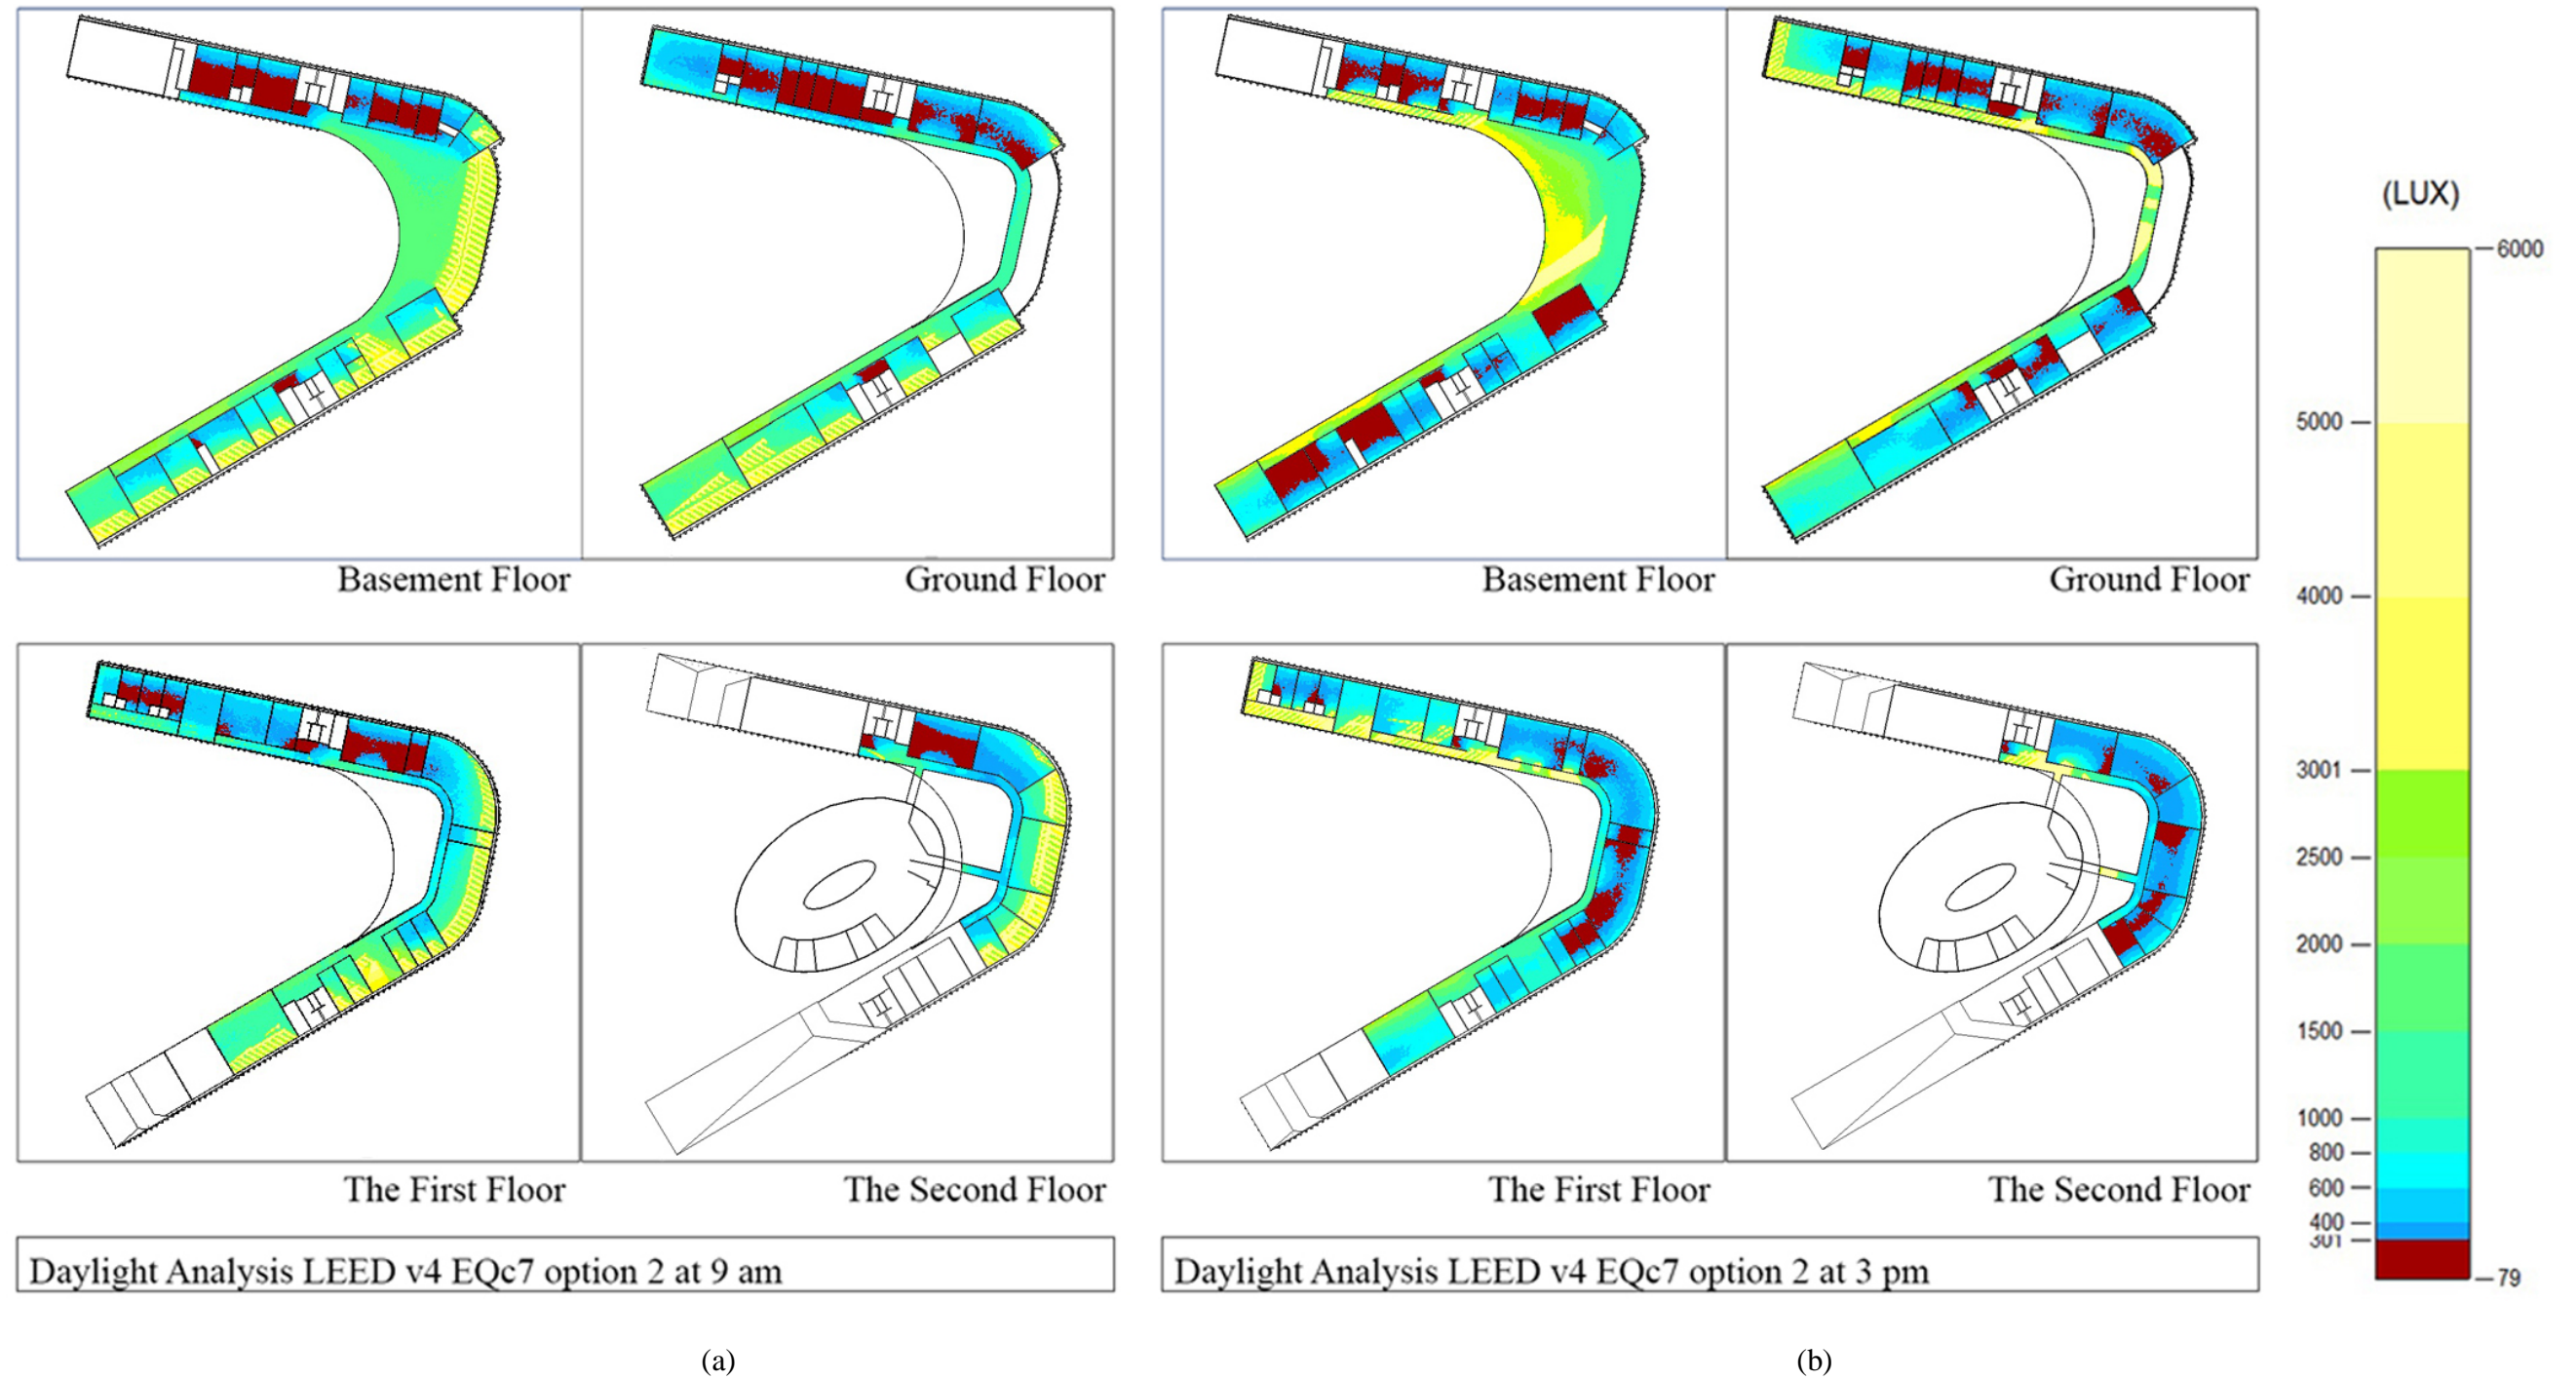 Basement Floor
Ground Floor
Basement Floor
Ground Floor
The First Floor
The Second Floor
The First Floor
The Second Floor
Daylight Analysis LEED v4 EQc7 option 2 at 9 am
Daylight Analysis LEED v4 EQc7 option 2 at 3 pm
(LUX)
6000
5000
4000
3001
2500
2000
1500
1000
800
600
400
301
79
(a)
(b)